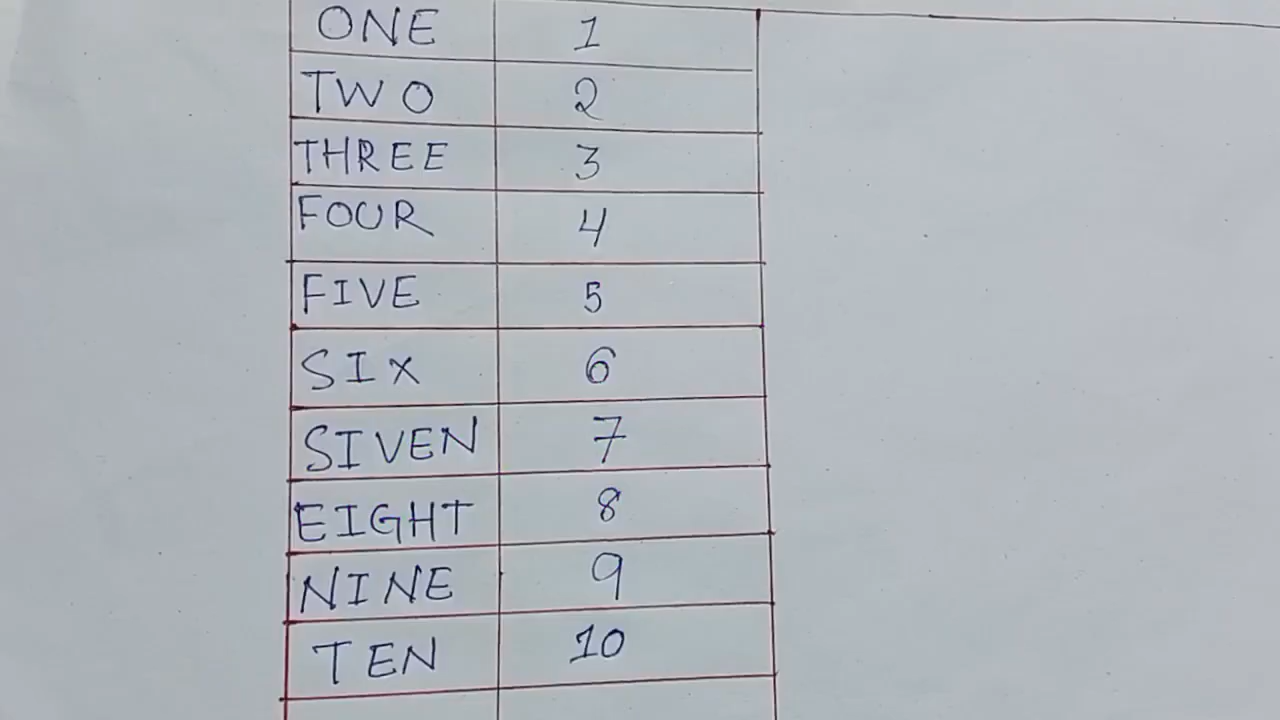 ONE 1
TWO 2
THREE 3
FOUR 4
FIVE 5
SIX 6
SIVEN 7
EIGHT 8
NINE 9
TEN 10